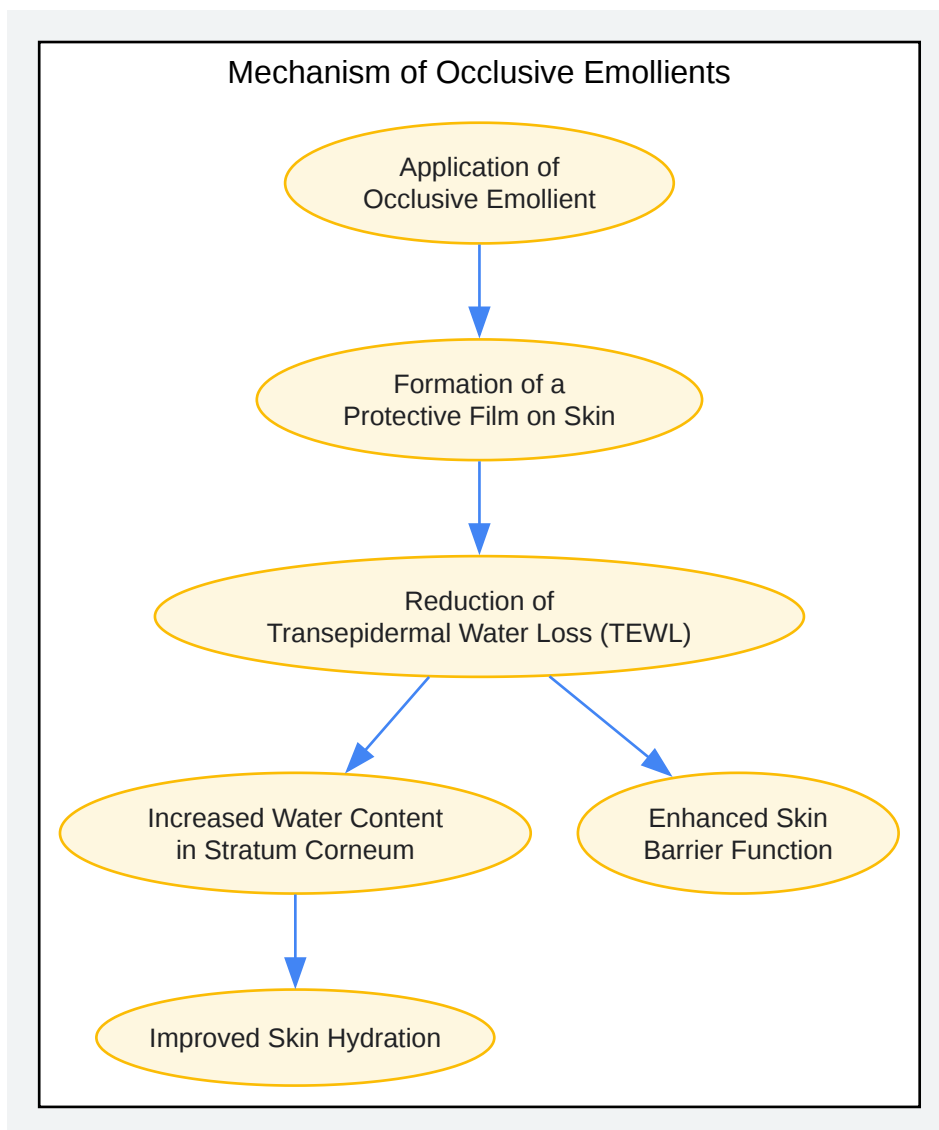 Mechanism of Occlusive Emollients
Application of
Occlusive Emollient
Formation of a
Protective Film on Skin
Reduction of
Transepidermal Water Loss (TEWL)
Increased Water Content
in Stratum Corneum
Enhanced Skin
Barrier Function
Improved Skin Hydration